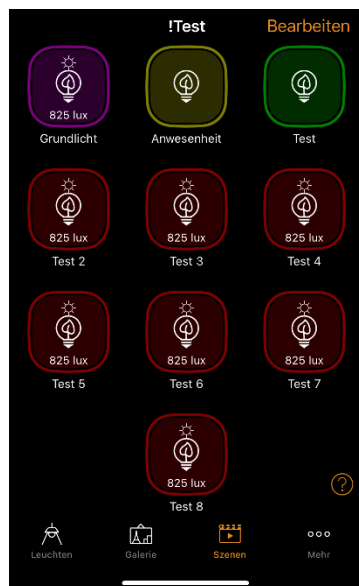 !Test
Bearbeiten
825 lux
Grundlicht
Anwesenheit
Test
825 lux
825 lux
825 lux
Test 2
Test 3
Test 4
825 lux
825 lux
825 lux
Test 5
Test 6
Test 7
825 lux
?
Test 8
Leuchten
Galerie
Szenen
Mehr